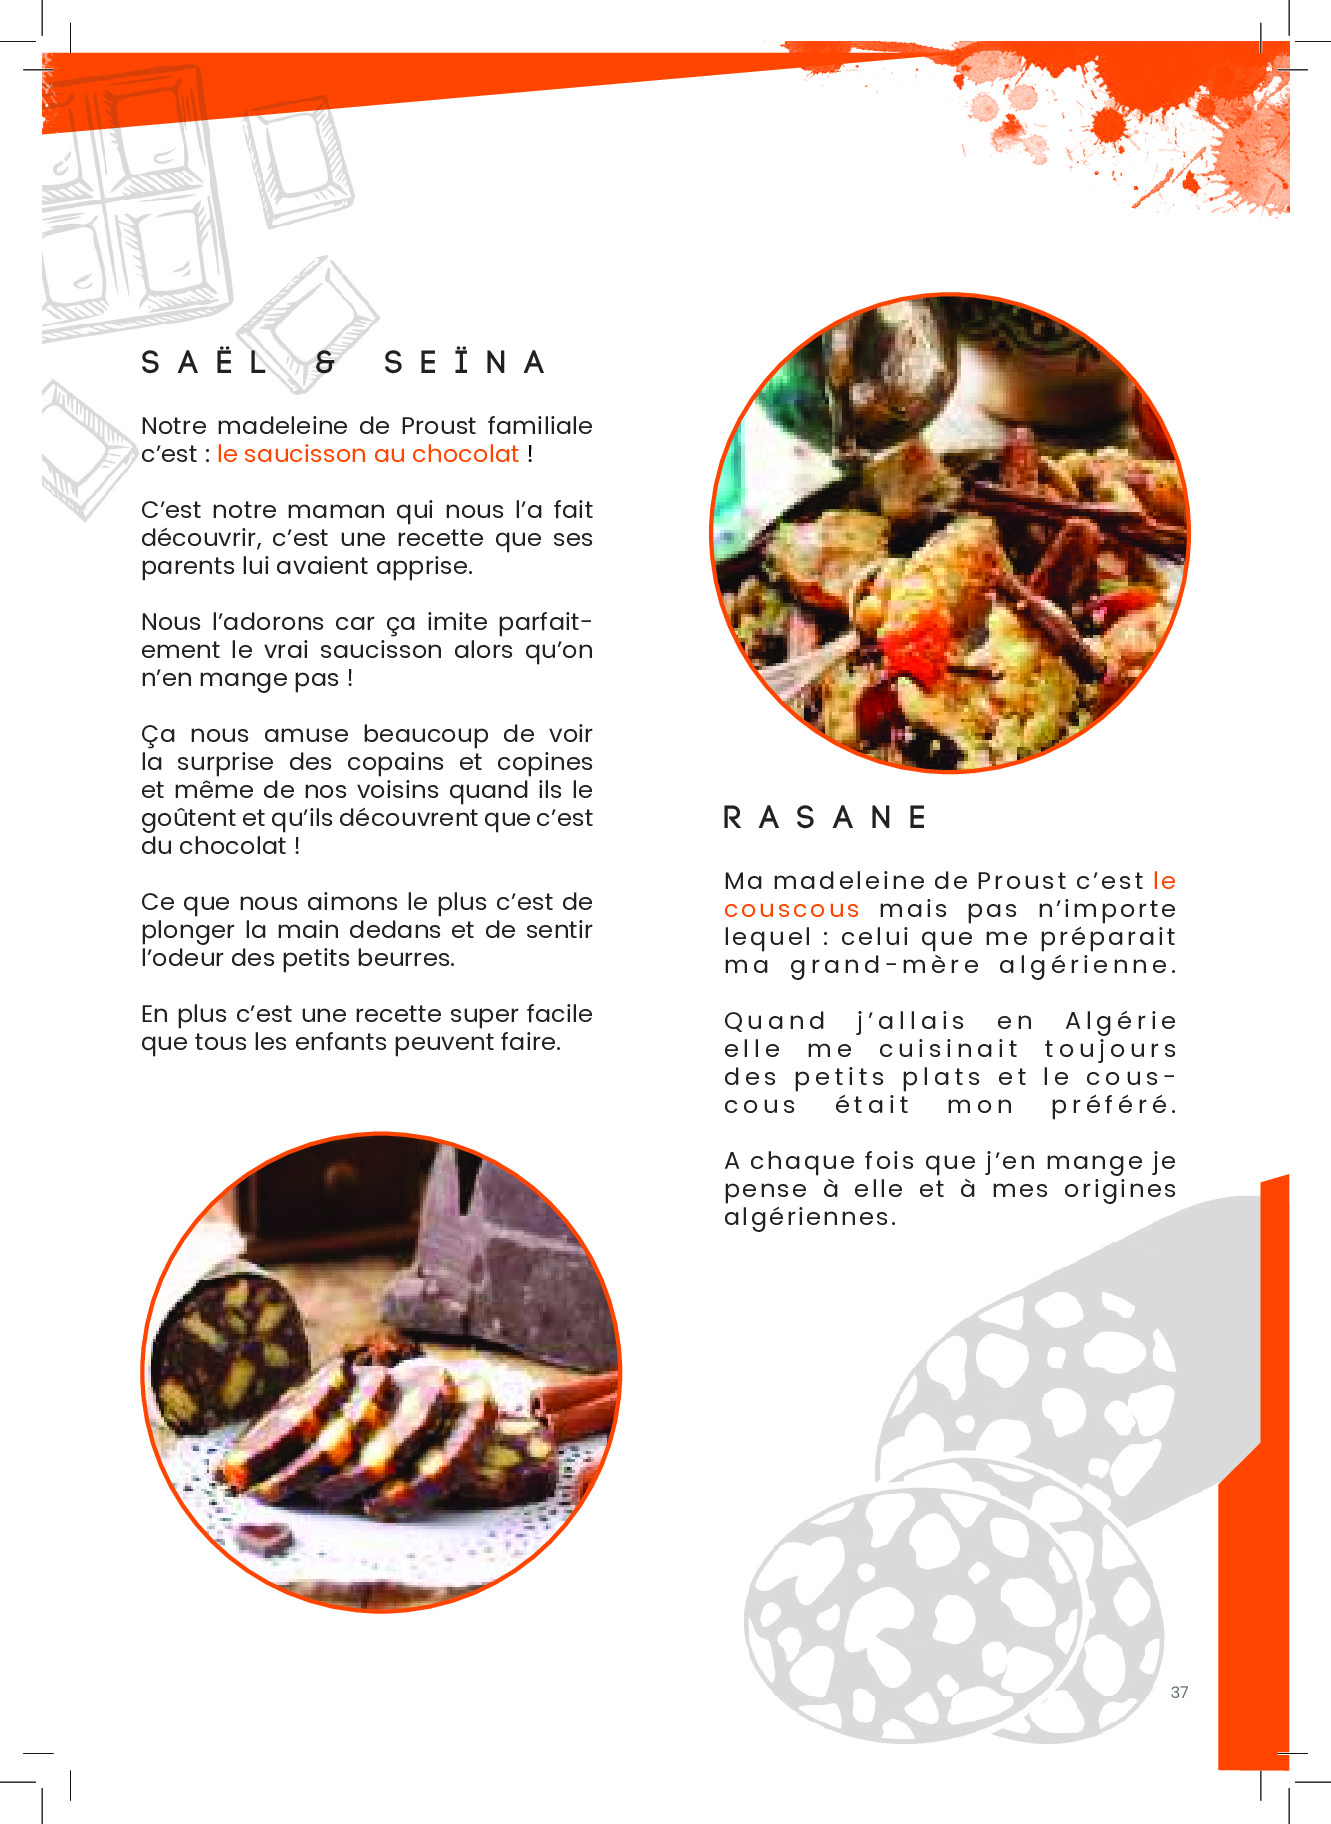 SAËL & SEÏNA
Notre madeleine de Proust familiale
c’est : le saucisson au chocolat !
C’est notre maman qui nous l’a fait
découvrir, c’est une recette que ses
parents lui avaient apprise.
Nous l’adorons car ça imite parfait-
ement le vrai saucisson alors qu’on
n’en mange pas !
Ça nous amuse beaucoup de voir
la surprise des copains et copines
et même de nos voisins quand ils le
goûtent et qu’ils découvrent que c’est
du chocolat !
Ce que nous aimons le plus c’est de
plonger la main dedans et de sentir
l’odeur des petits beurres.
En plus c’est une recette super facile
que tous les enfants peuvent faire.
RASANE
Ma madeleine de Proust c’est le
couscous mais pas n’importe
lequel : celui que me préparait
ma grand-mère algérienne.
Quand j’allais en Algérie
elle me cuisinait toujours
des petits plats et le cous-
cous était mon préféré.
A chaque fois que j’en mange je
pense à elle et à mes origines
algériennes.
37